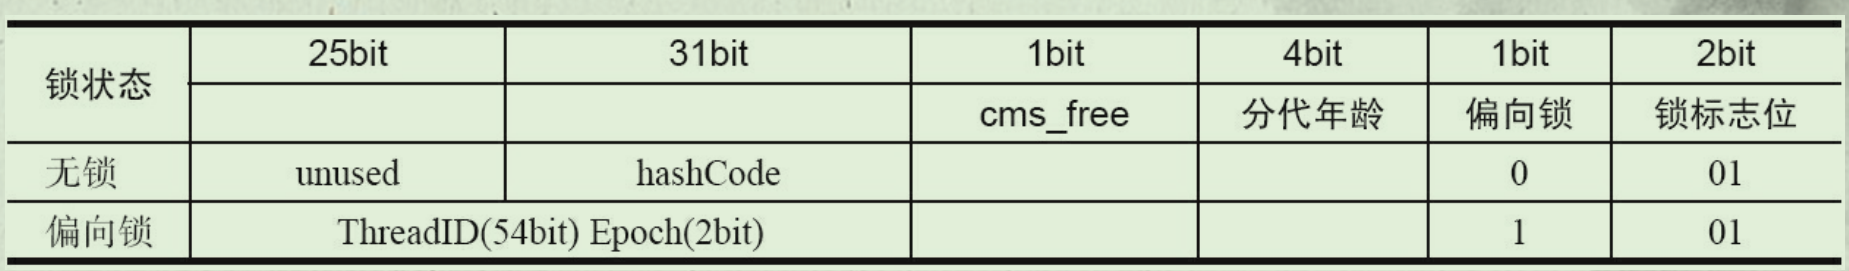 锁状态 25bit 31bit 1bit 4bit 1bit 2bit
cms_free 分代年龄 偏向锁 锁标志位
无锁 unused hashCode 0 01
偏向锁 ThreadID(54bit) Epoch(2bit) 1 01